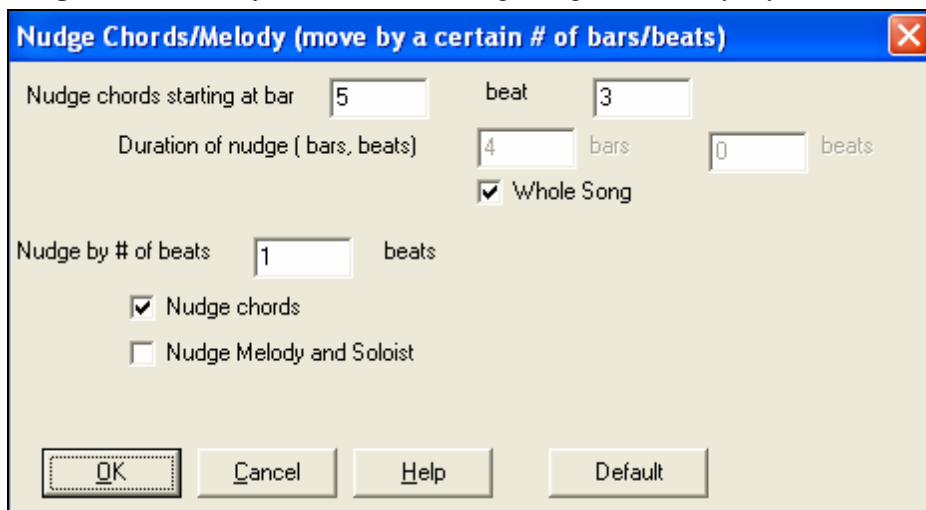 Nudge Chords/Melody (move by a certain # of bars/beats)
Nudge chords starting at bar 5 beat 3
Duration of nudge ( bars, beats) 4 bars 0 beats
Whole Song
Nudge by # of beats 1 beats
Nudge chords
Nudge Melody and Soloist
OK Cancel Help Default